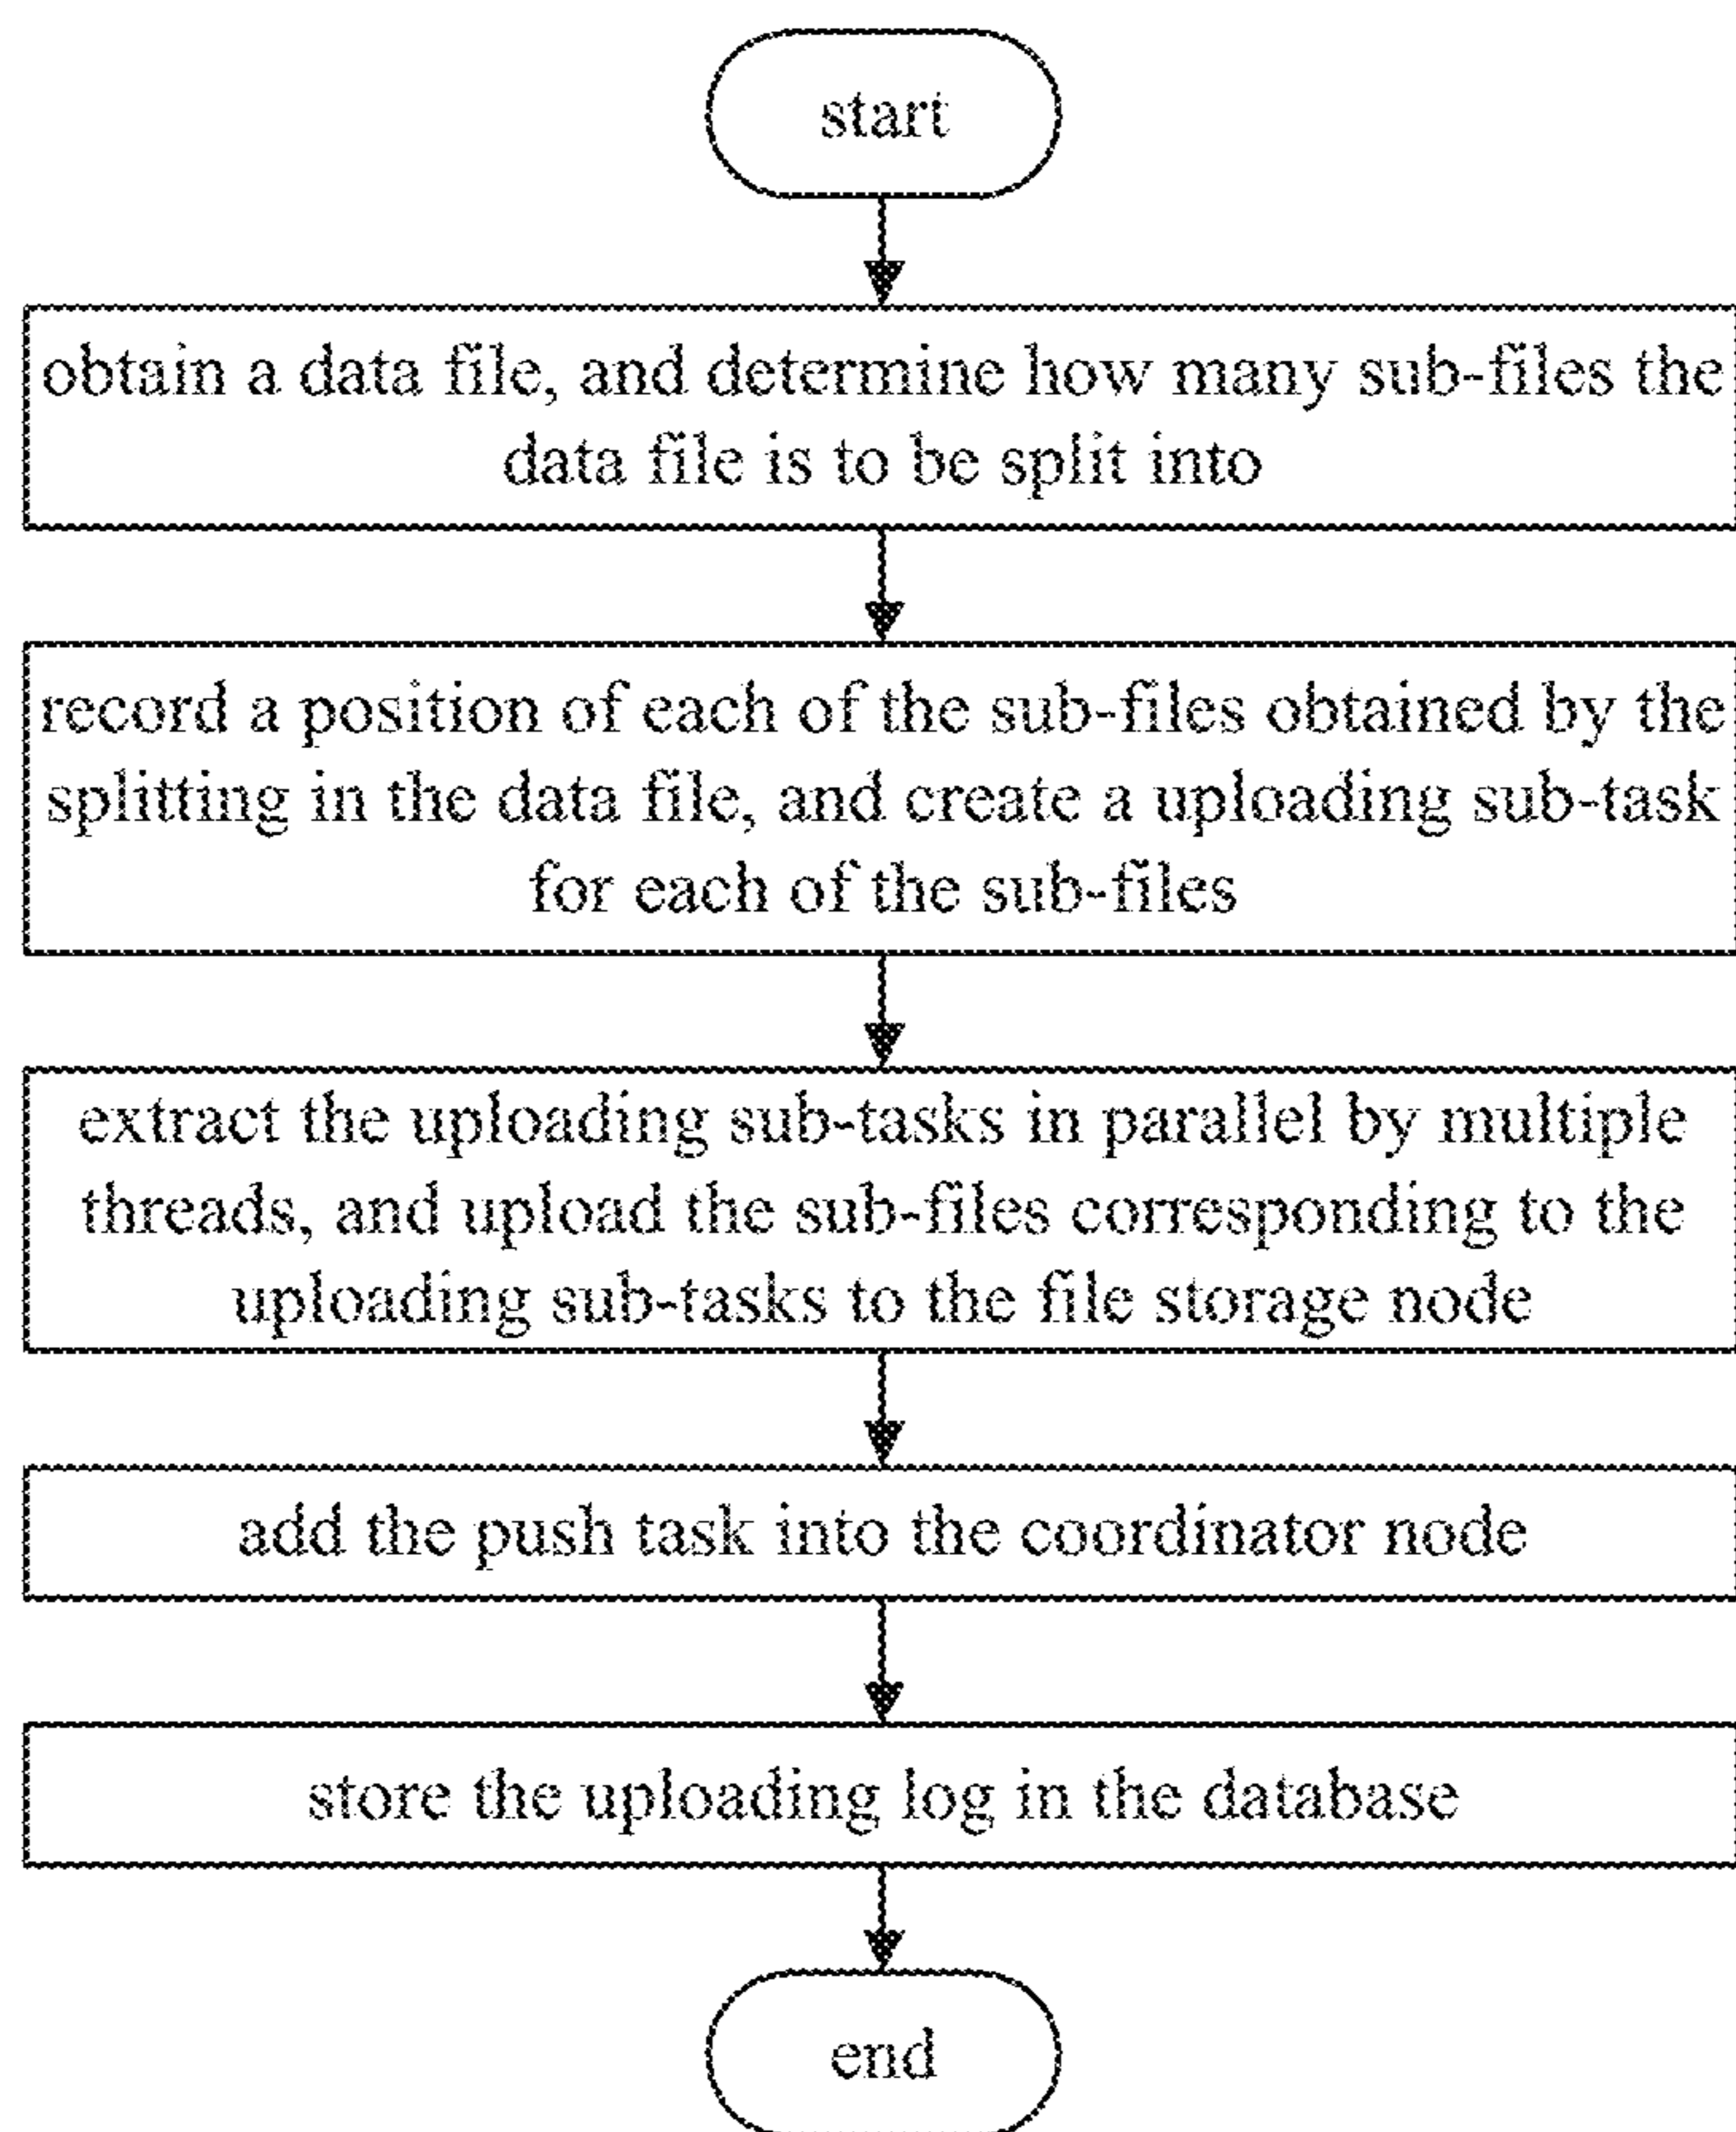 start
obtain a data file, and determine how many sub-files the
data file is to be split into
record a position of each of the sub-files obtained by the
splitting in the data file, and create a uploading sub-task
for each of the sub-files
extract the uploading sub-tasks in parallel by multiple
threads, and upload the sub-files corresponding to the
uploading sub-tasks to the file storage node
add the push task into the coordinator node
store the uploading log in the database
end